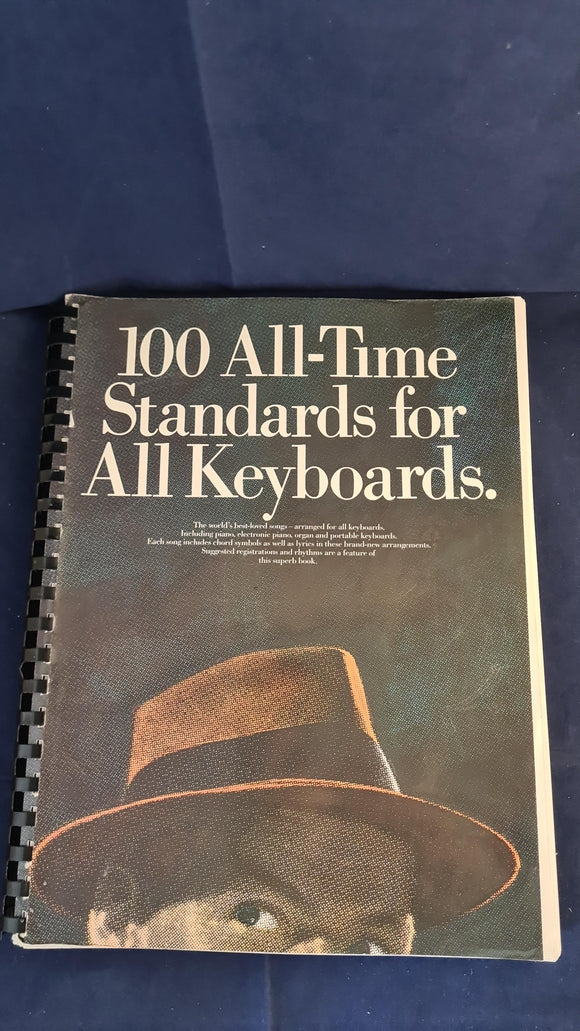 100 All-Time
Standards for
All Keyboards.
The world's best-loved songs – arranged for all keyboards.
Including piano, electronic piano, organ and portable keyboards.
Each song includes chord symbols as well as lyrics in these brand-new arrangements.
Suggested registrations and rhythms are a feature of
this superb book.